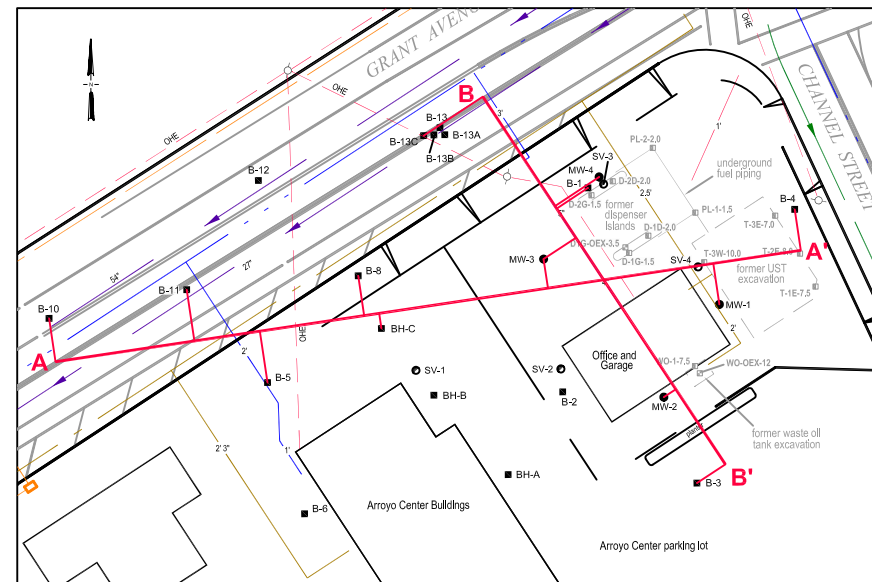 GRANT AVENUE
CHANNEL STREET
OHE
OHE
OHE
OHE
N
B
3'
B-13
B-13A
B-13C
B-13B
B-12
PL-2-2.0
SV-3
MW-4
B-1
D-2D-2.0
D-2G-1.5
former
dispenser
islands
2.5'
1'
underground
fuel piping
PL-1-1.5
D-1D-2.0
D1G-OEX-3.5
D-1G-1.5
B-4
T-3E-7.0
T-2E-8.0
A'
T-3W-10.0
SV-4
former UST
excavation
T-1E-7.5
MW-3
MW-1
2'
54"
27"
B-10
B-11
B-8
BH-C
A
2'
B-5
SV-1
BH-B
SV-2
B-2
Office and
Garage
WO-1-7.5
WO-OEX-12
MW-2
planter
former waste oil
tank excavation
2' 3"
1'
B-6
BH-A
B'
B-3
Arroyo Center Buildings
Arroyo Center parking lot